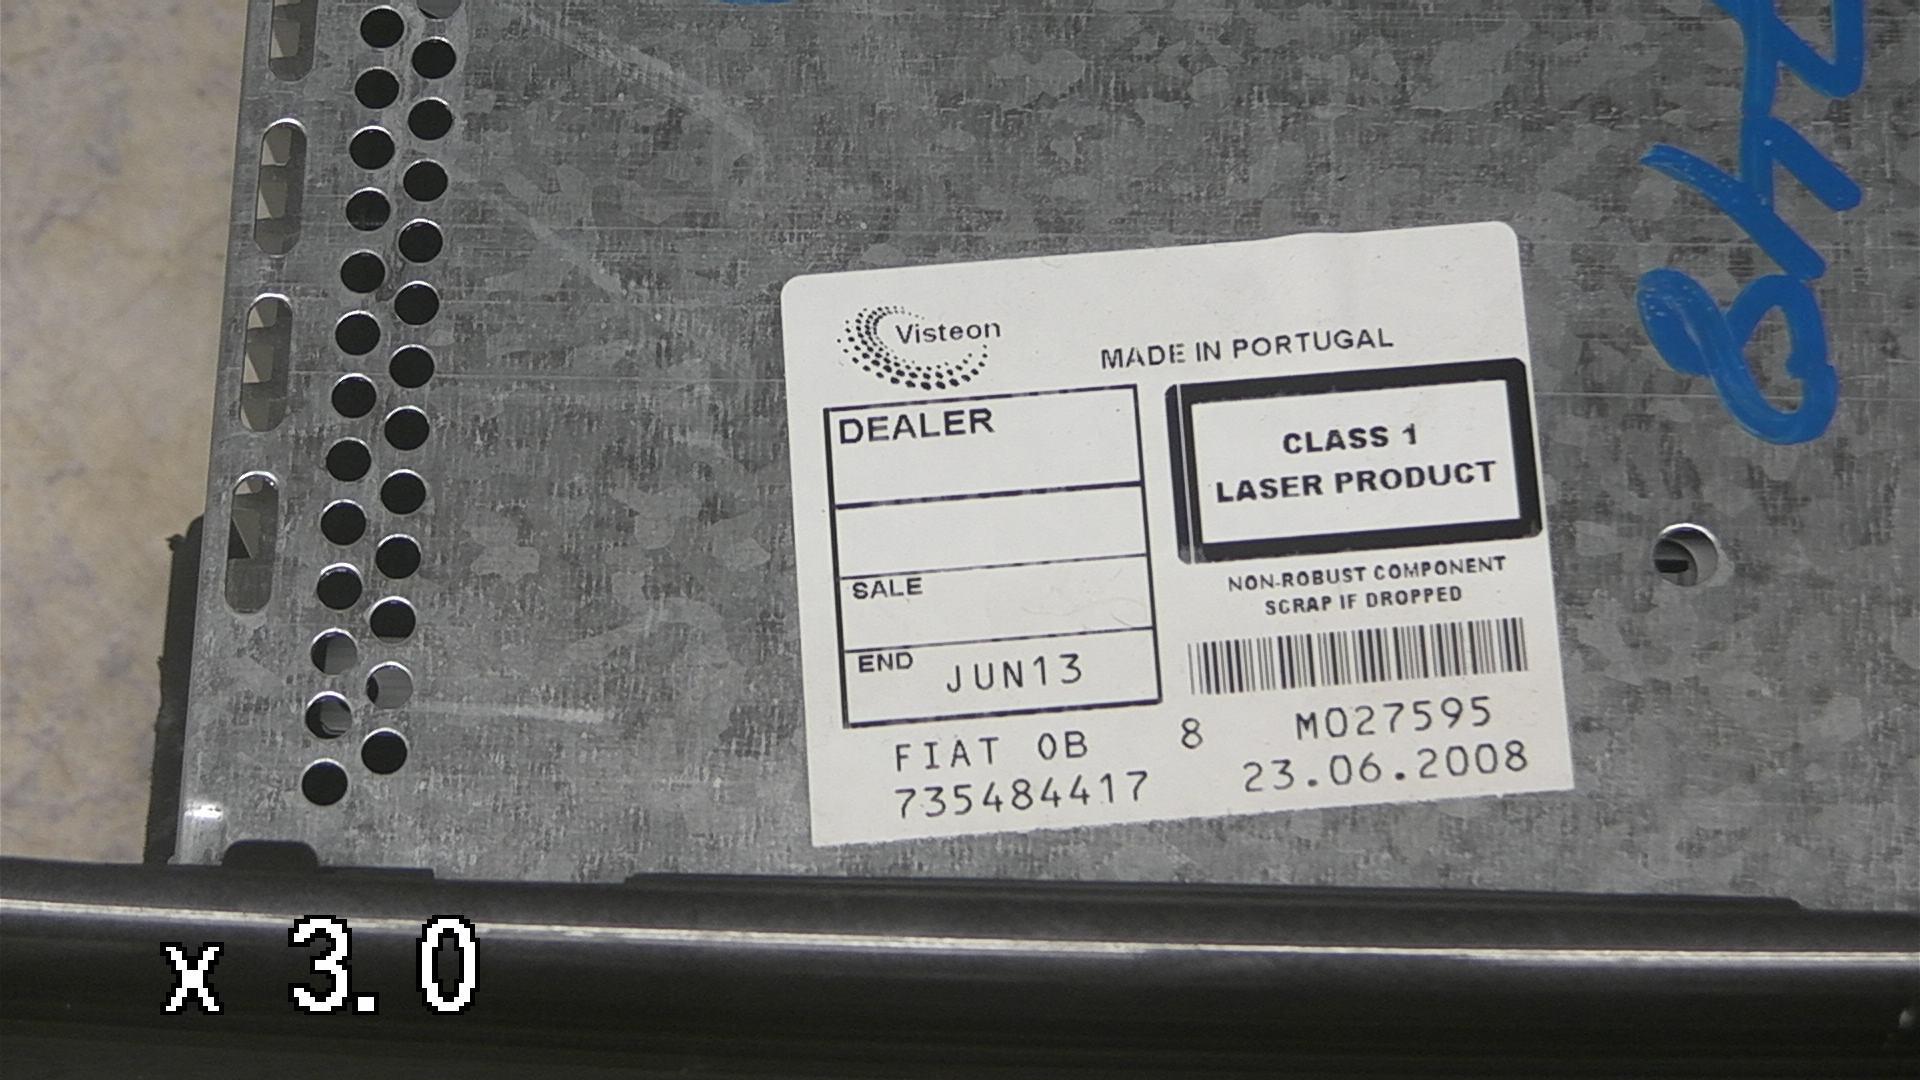 Visteon
MADE IN PORTUGAL
DEALER
CLASS 1
LASER PRODUCT
NON-ROBUST COMPONENT
SCRAP IF DROPPED
SALE
END JUN13
FIAT OB 8 M027595
735484417 23.06.2008
x 3.0